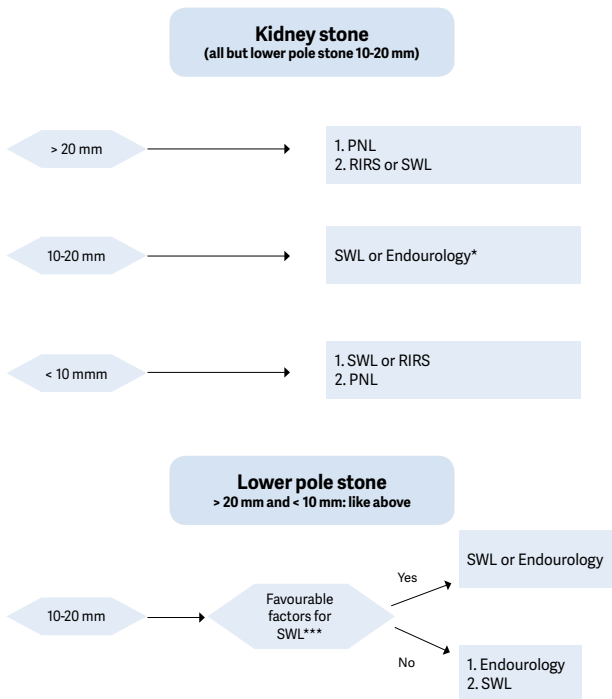 Kidney stone
(all but lower pole stone 10-20 mm)
> 20 mm
1. PNL
2. RIRS or SWL
10-20 mm
SWL or Endourology*
< 10 mmm
1. SWL or RIRS
2. PNL
Lower pole stone
> 20 mm and < 10 mm: like above
10-20 mm
Favourable
factors for
SWL***
Yes
SWL or Endourology
No
1. Endourology
2. SWL